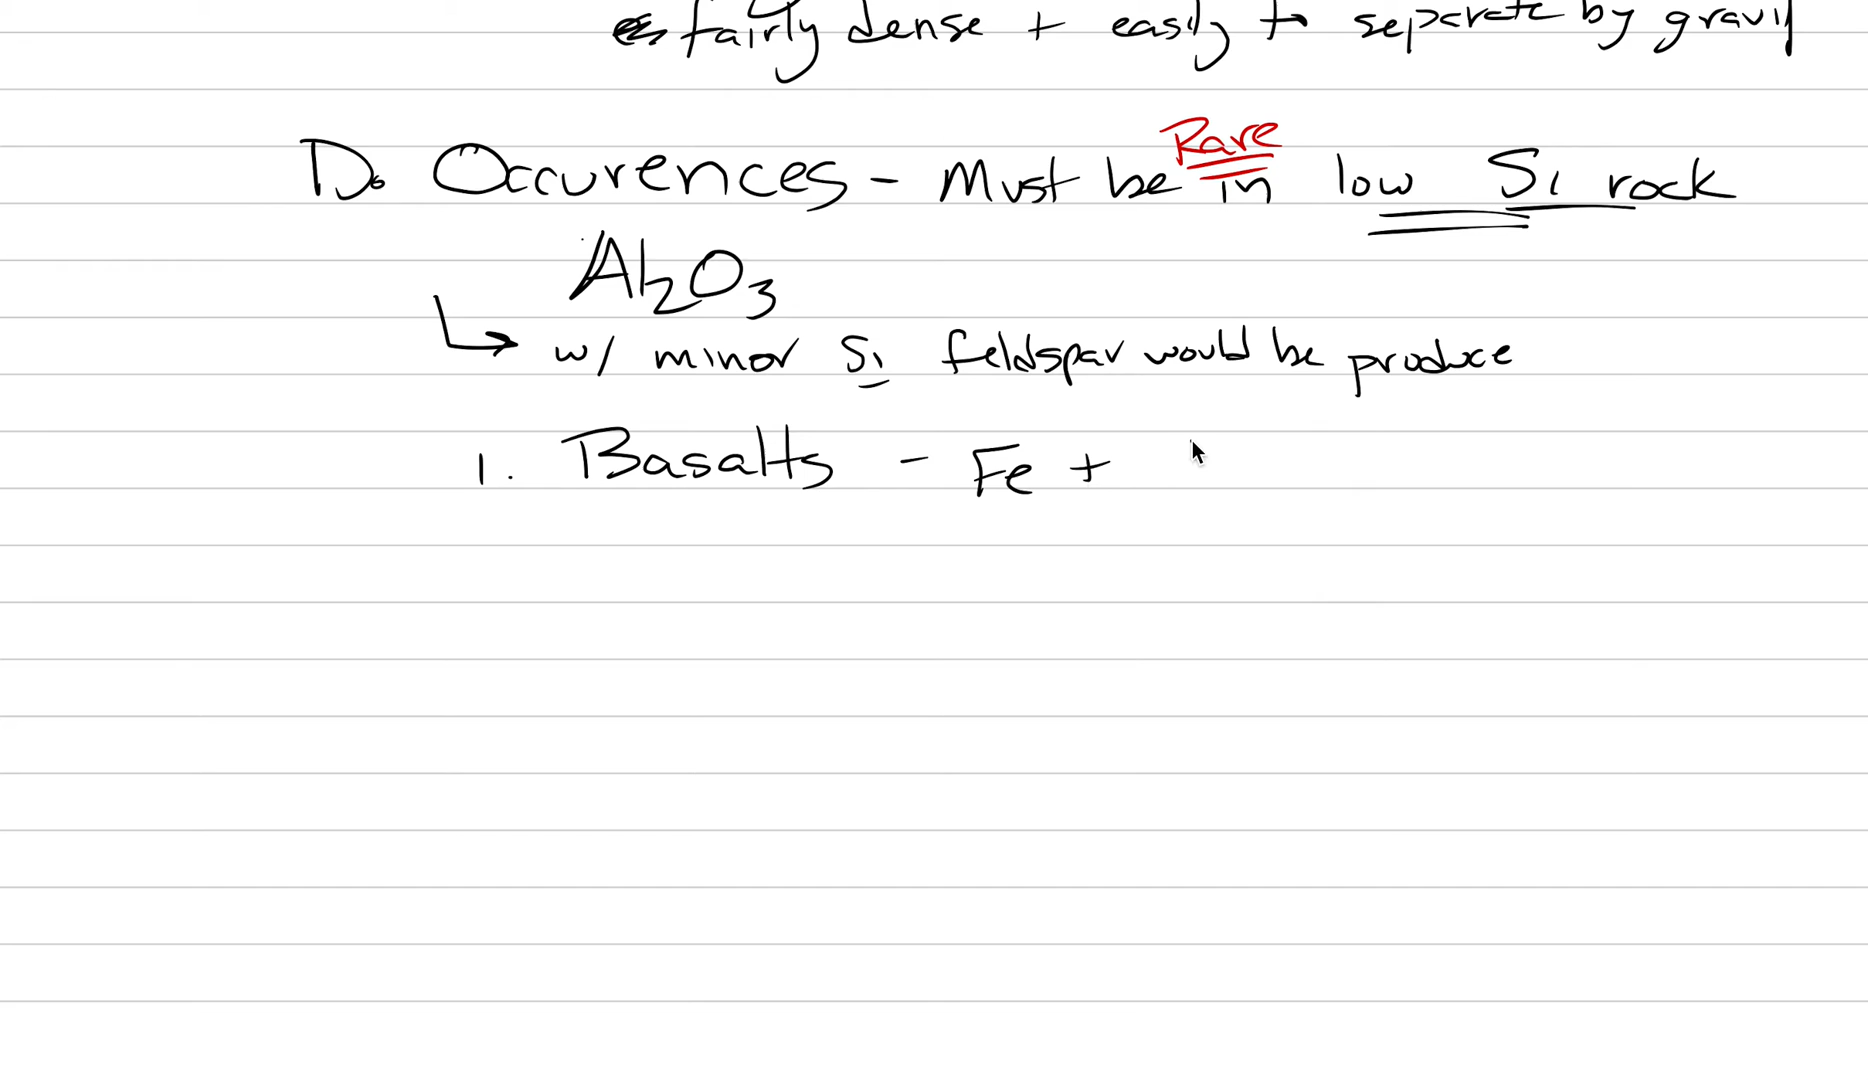 fairly dense + easily to separate by gravit
Rare
D. Occurences - Must be in low Si rock
Al2O3
w/ minor Si feldspar would be produce
1. Basalts - Fe +